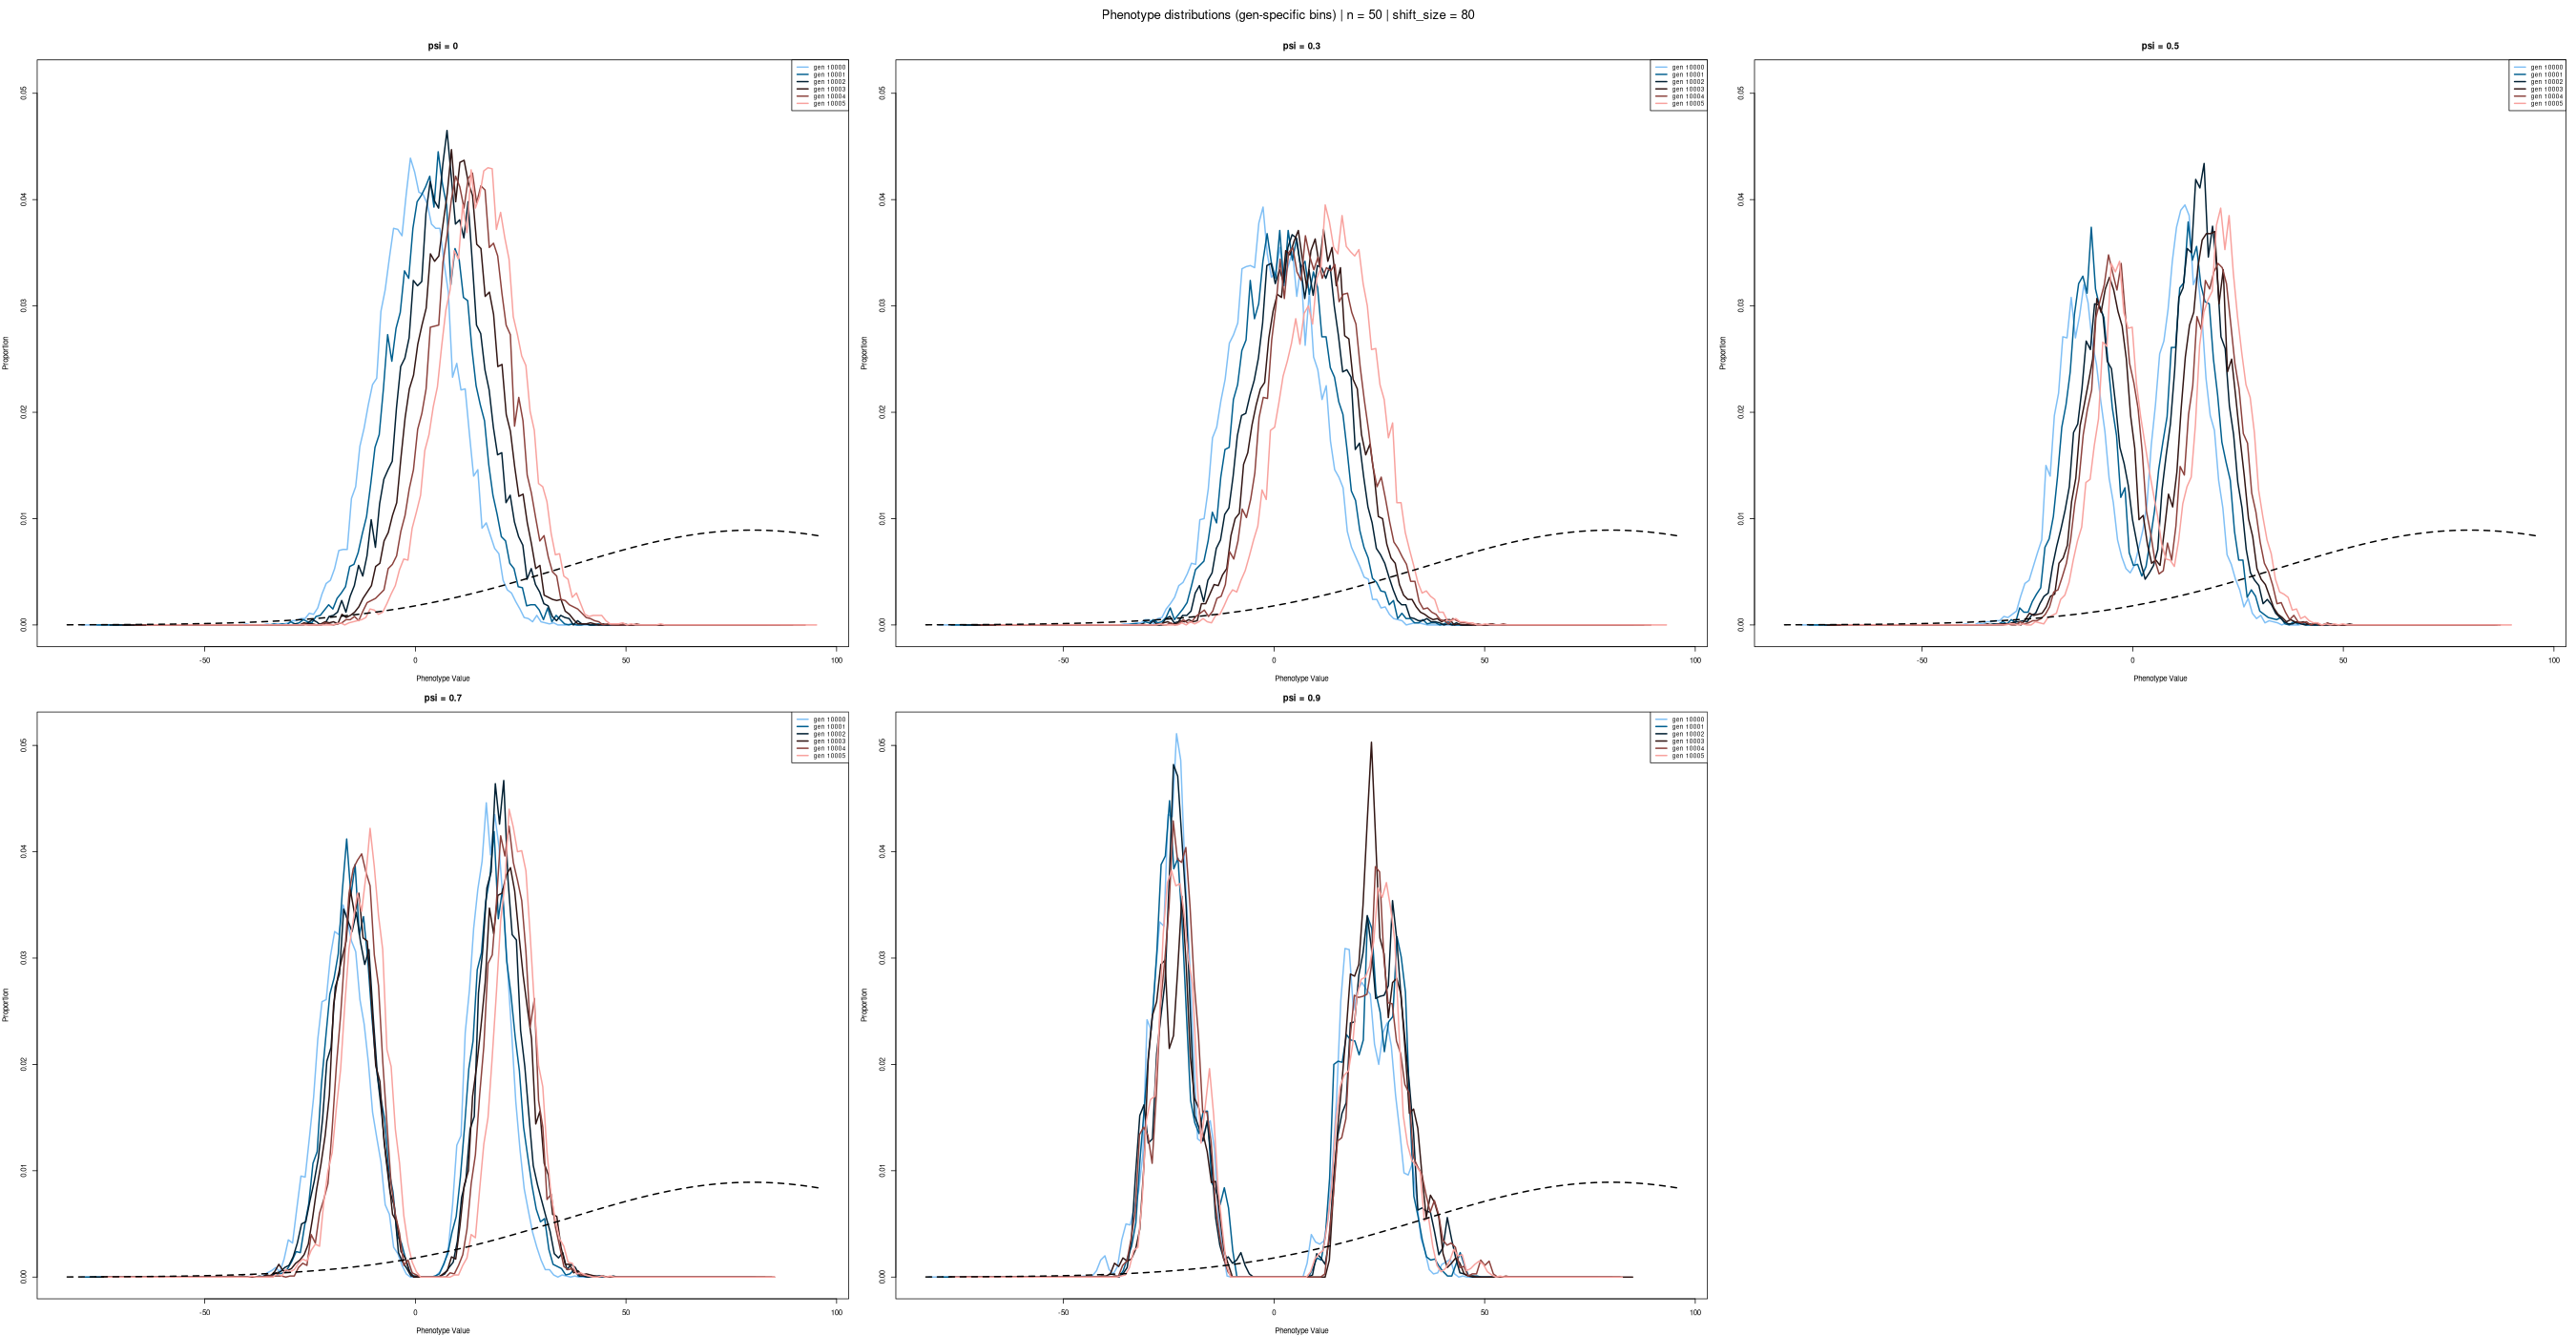 Phenotype distributions (gen-specific bins) | n = 50 | shift_size = 80
psi = 0
gen 10000
gen 10001
gen 10002
gen 10003
gen 10004
gen 10005
0.05
0.04
0.03
0.02
0.01
0.00
Proportion
-50 0 50 100
Phenotype Value
psi = 0.3
gen 10000
gen 10001
gen 10002
gen 10003
gen 10004
gen 10005
0.05
0.04
0.03
0.02
0.01
0.00
Proportion
-50 0 50 100
Phenotype Value
psi = 0.5
gen 10000
gen 10001
gen 10002
gen 10003
gen 10004
gen 10005
0.05
0.04
0.03
0.02
0.01
0.00
Proportion
-50 0 50 100
Phenotype Value
psi = 0.7
gen 10000
gen 10001
gen 10002
gen 10003
gen 10004
gen 10005
0.05
0.04
0.03
0.02
0.01
0.00
Proportion
-50 0 50 100
Phenotype Value
psi = 0.9
gen 10000
gen 10001
gen 10002
gen 10003
gen 10004
gen 10005
0.05
0.04
0.03
0.02
0.01
0.00
Proportion
-50 0 50 100
Phenotype Value